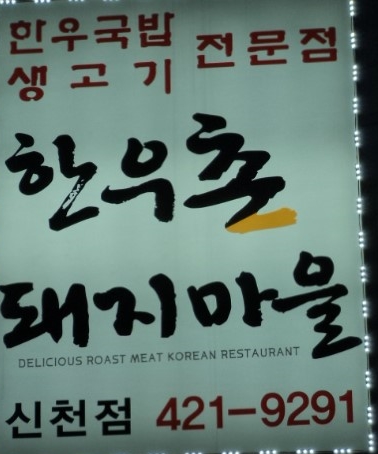 한우국밥 전문점
생고기
한우촌
돼지마을
DELICIOUS ROAST MEAT KOREAN RESTAURANT
신천점 421-9291